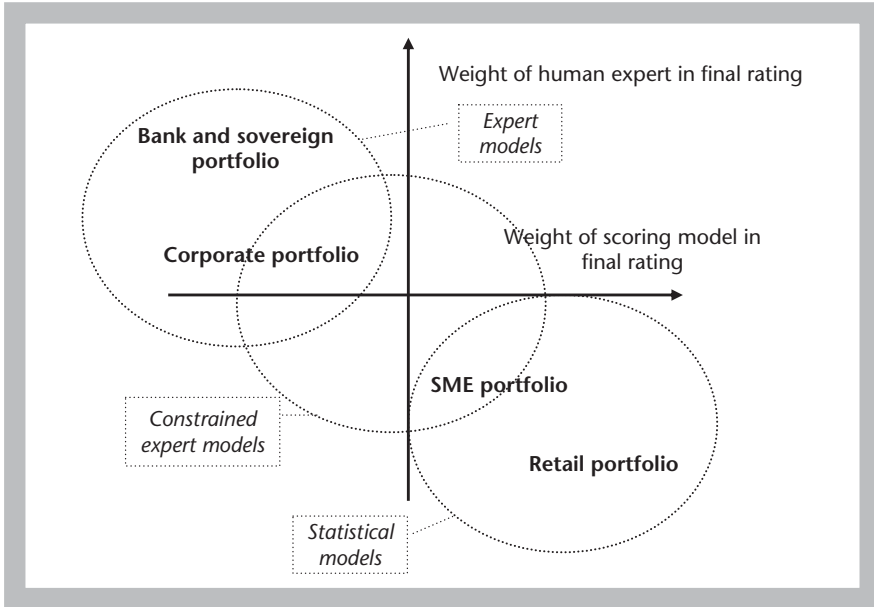 Weight of human expert in final rating
Expert
models
Bank and sovereign
portfolio
Weight of scoring model in
final rating
Corporate portfolio
SME portfolio
Constrained
expert models
Retail portfolio
Statistical
models